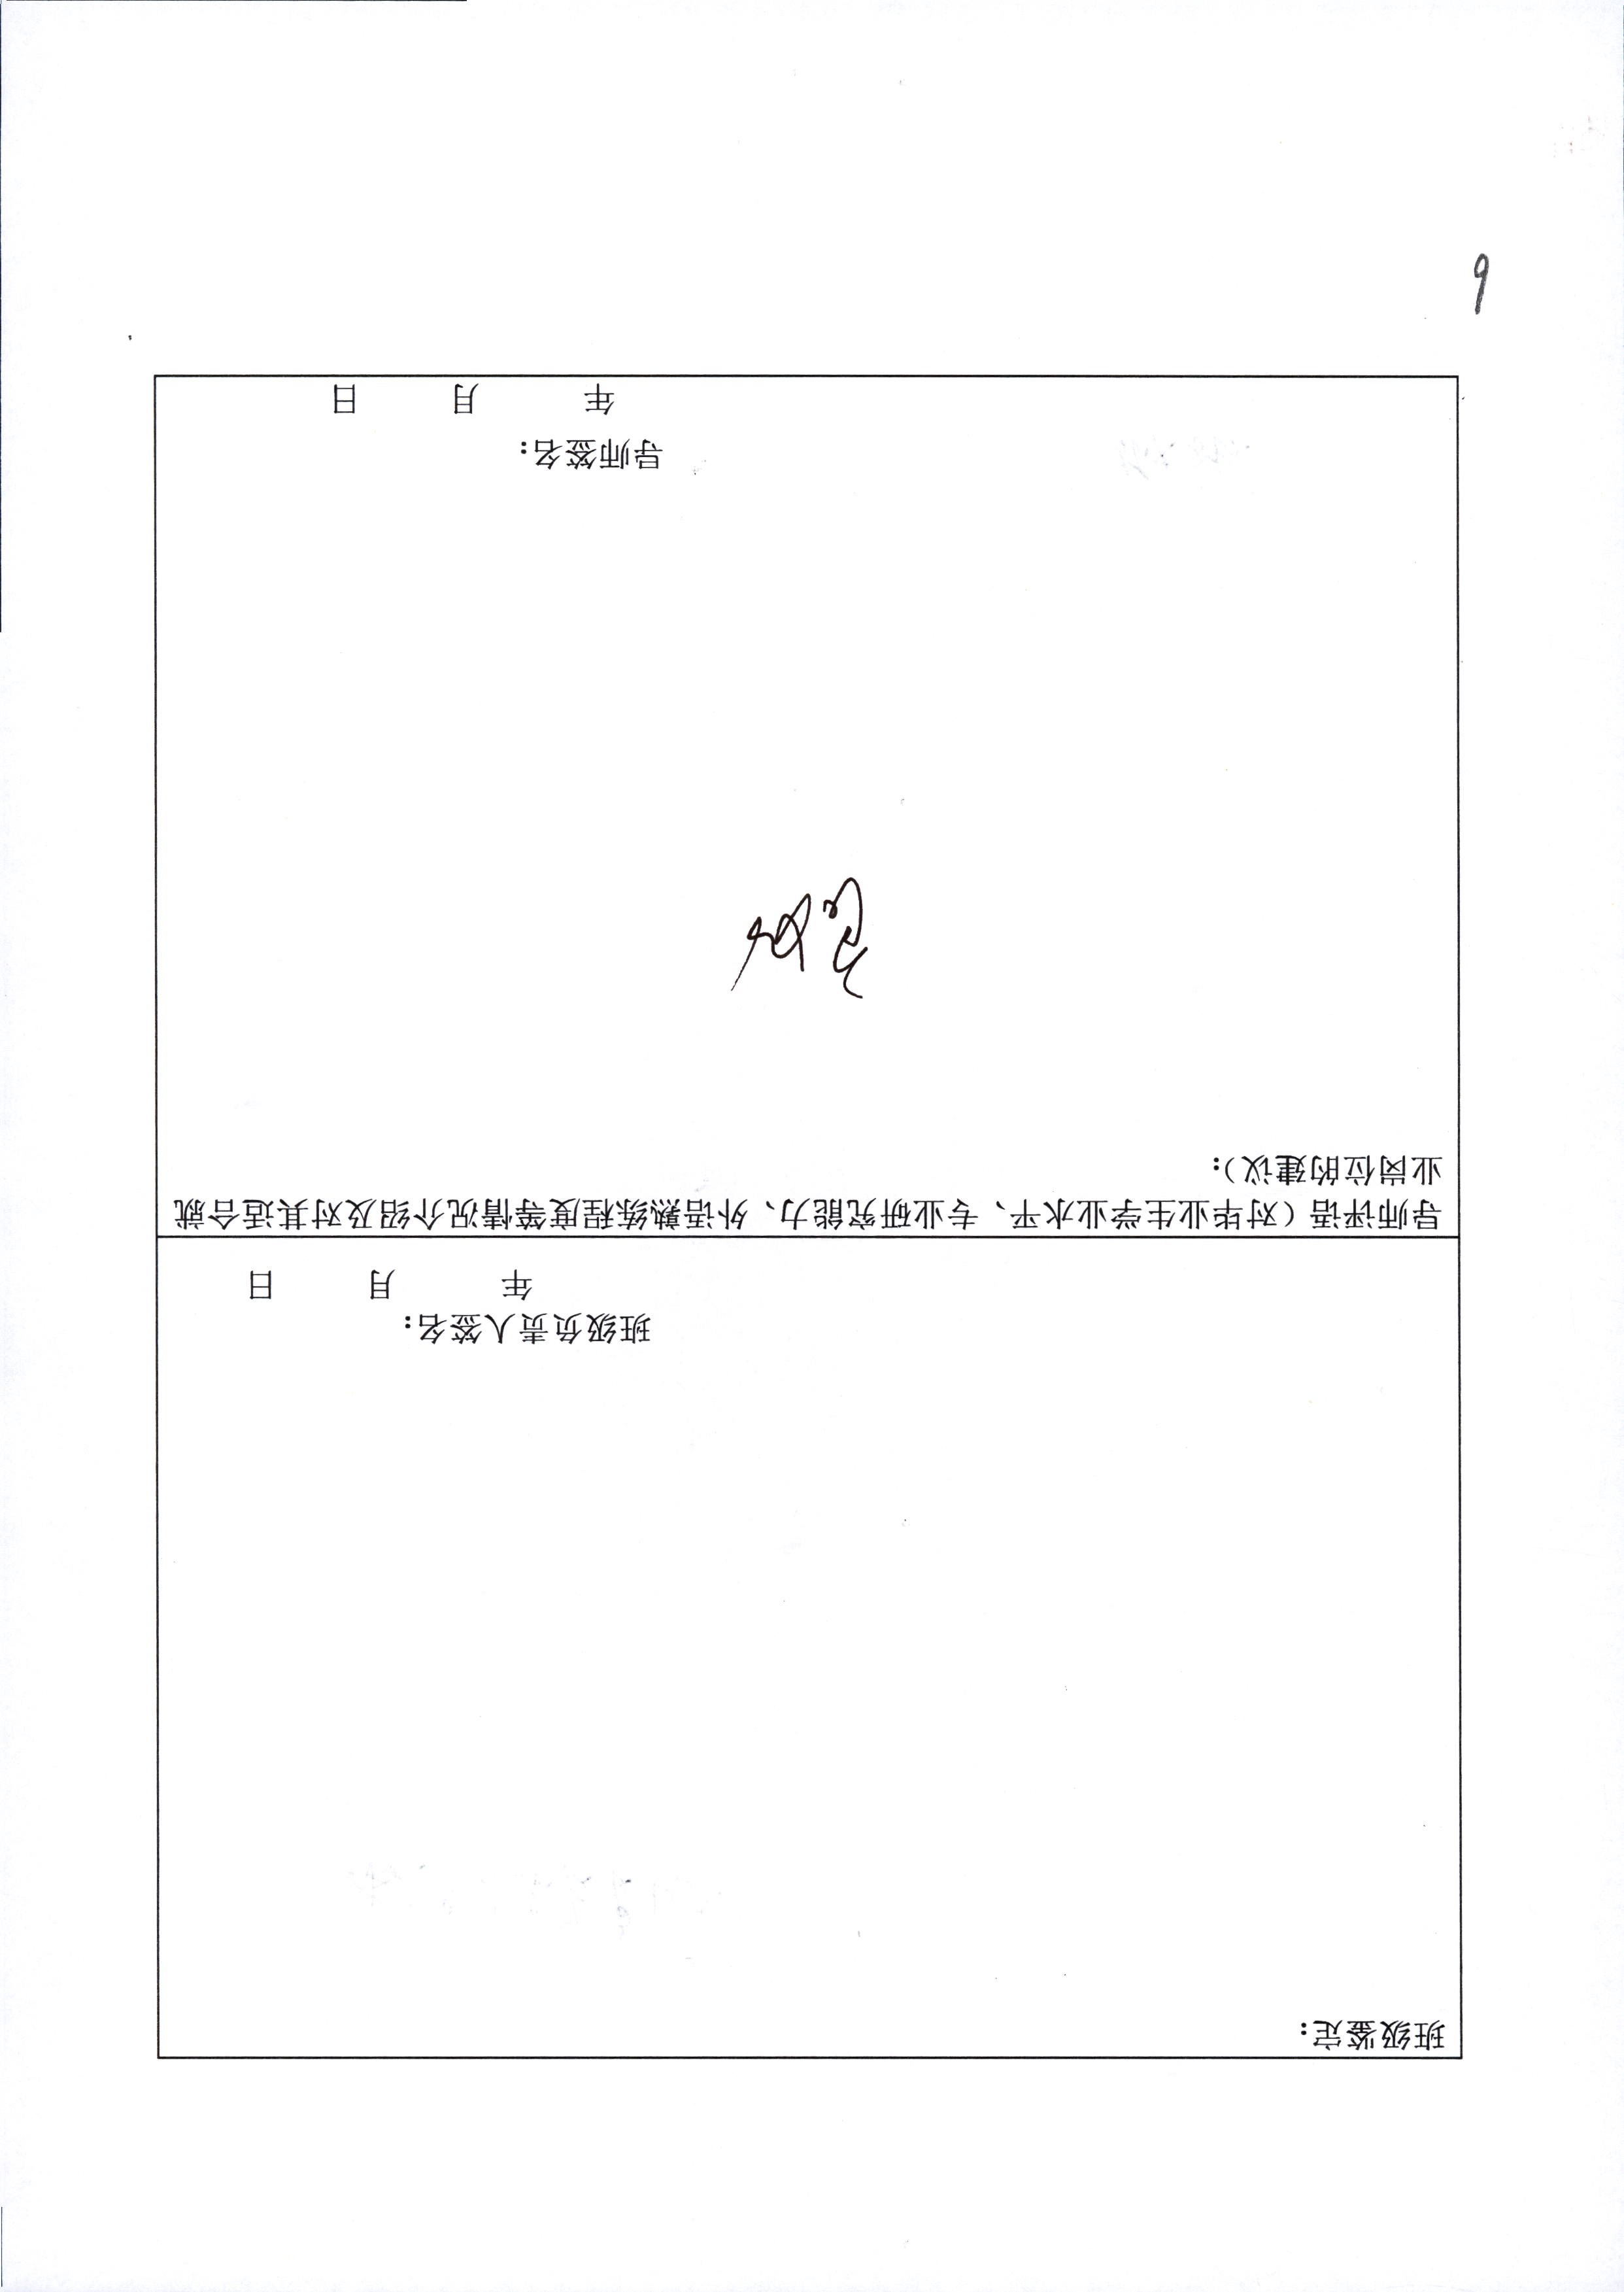 班级鉴定:
班级负责人签名:
年 月 日
导师评语(对毕业生学业水平、专业研究能力、外语熟练程度等情况介绍及对其适合就
业岗位的建议):
导师签名:
年 月 日